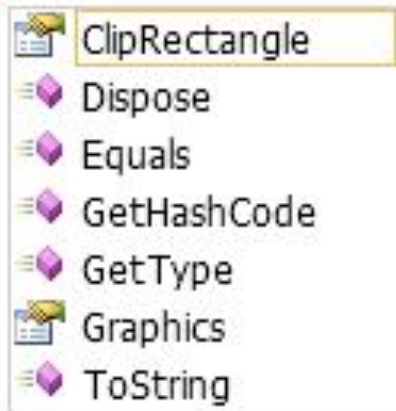 ClipRectangle
Dispose
Equals
GetHashCode
GetType
Graphics
ToString